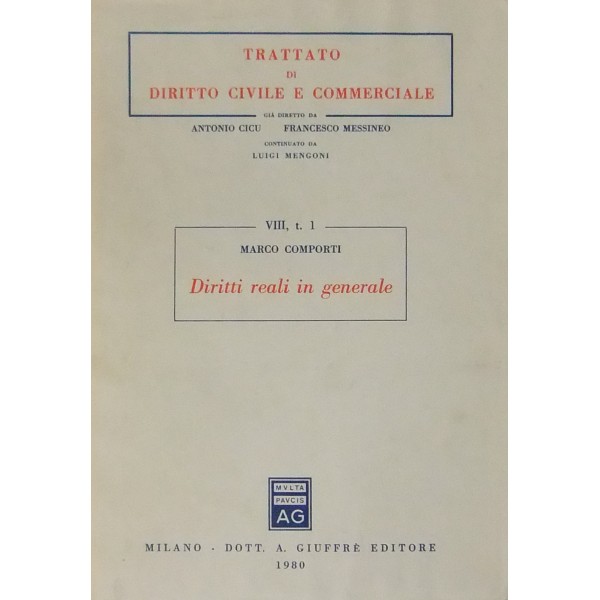 TRATTATO
DI
DIRITTO CIVILE E COMMERCIALE
GIÀ DIRETTO DA
ANTONIO CICU FRANCESCO MESSINEO
CONTINUATO DA
LUIGI MENGONI
VIII, t. 1
MARCO COMPORTI
Diritti reali in generale
MVLTA
PAVCIS
AG
MILANO - DOTT. A. GIUFFRÈ EDITORE
1980